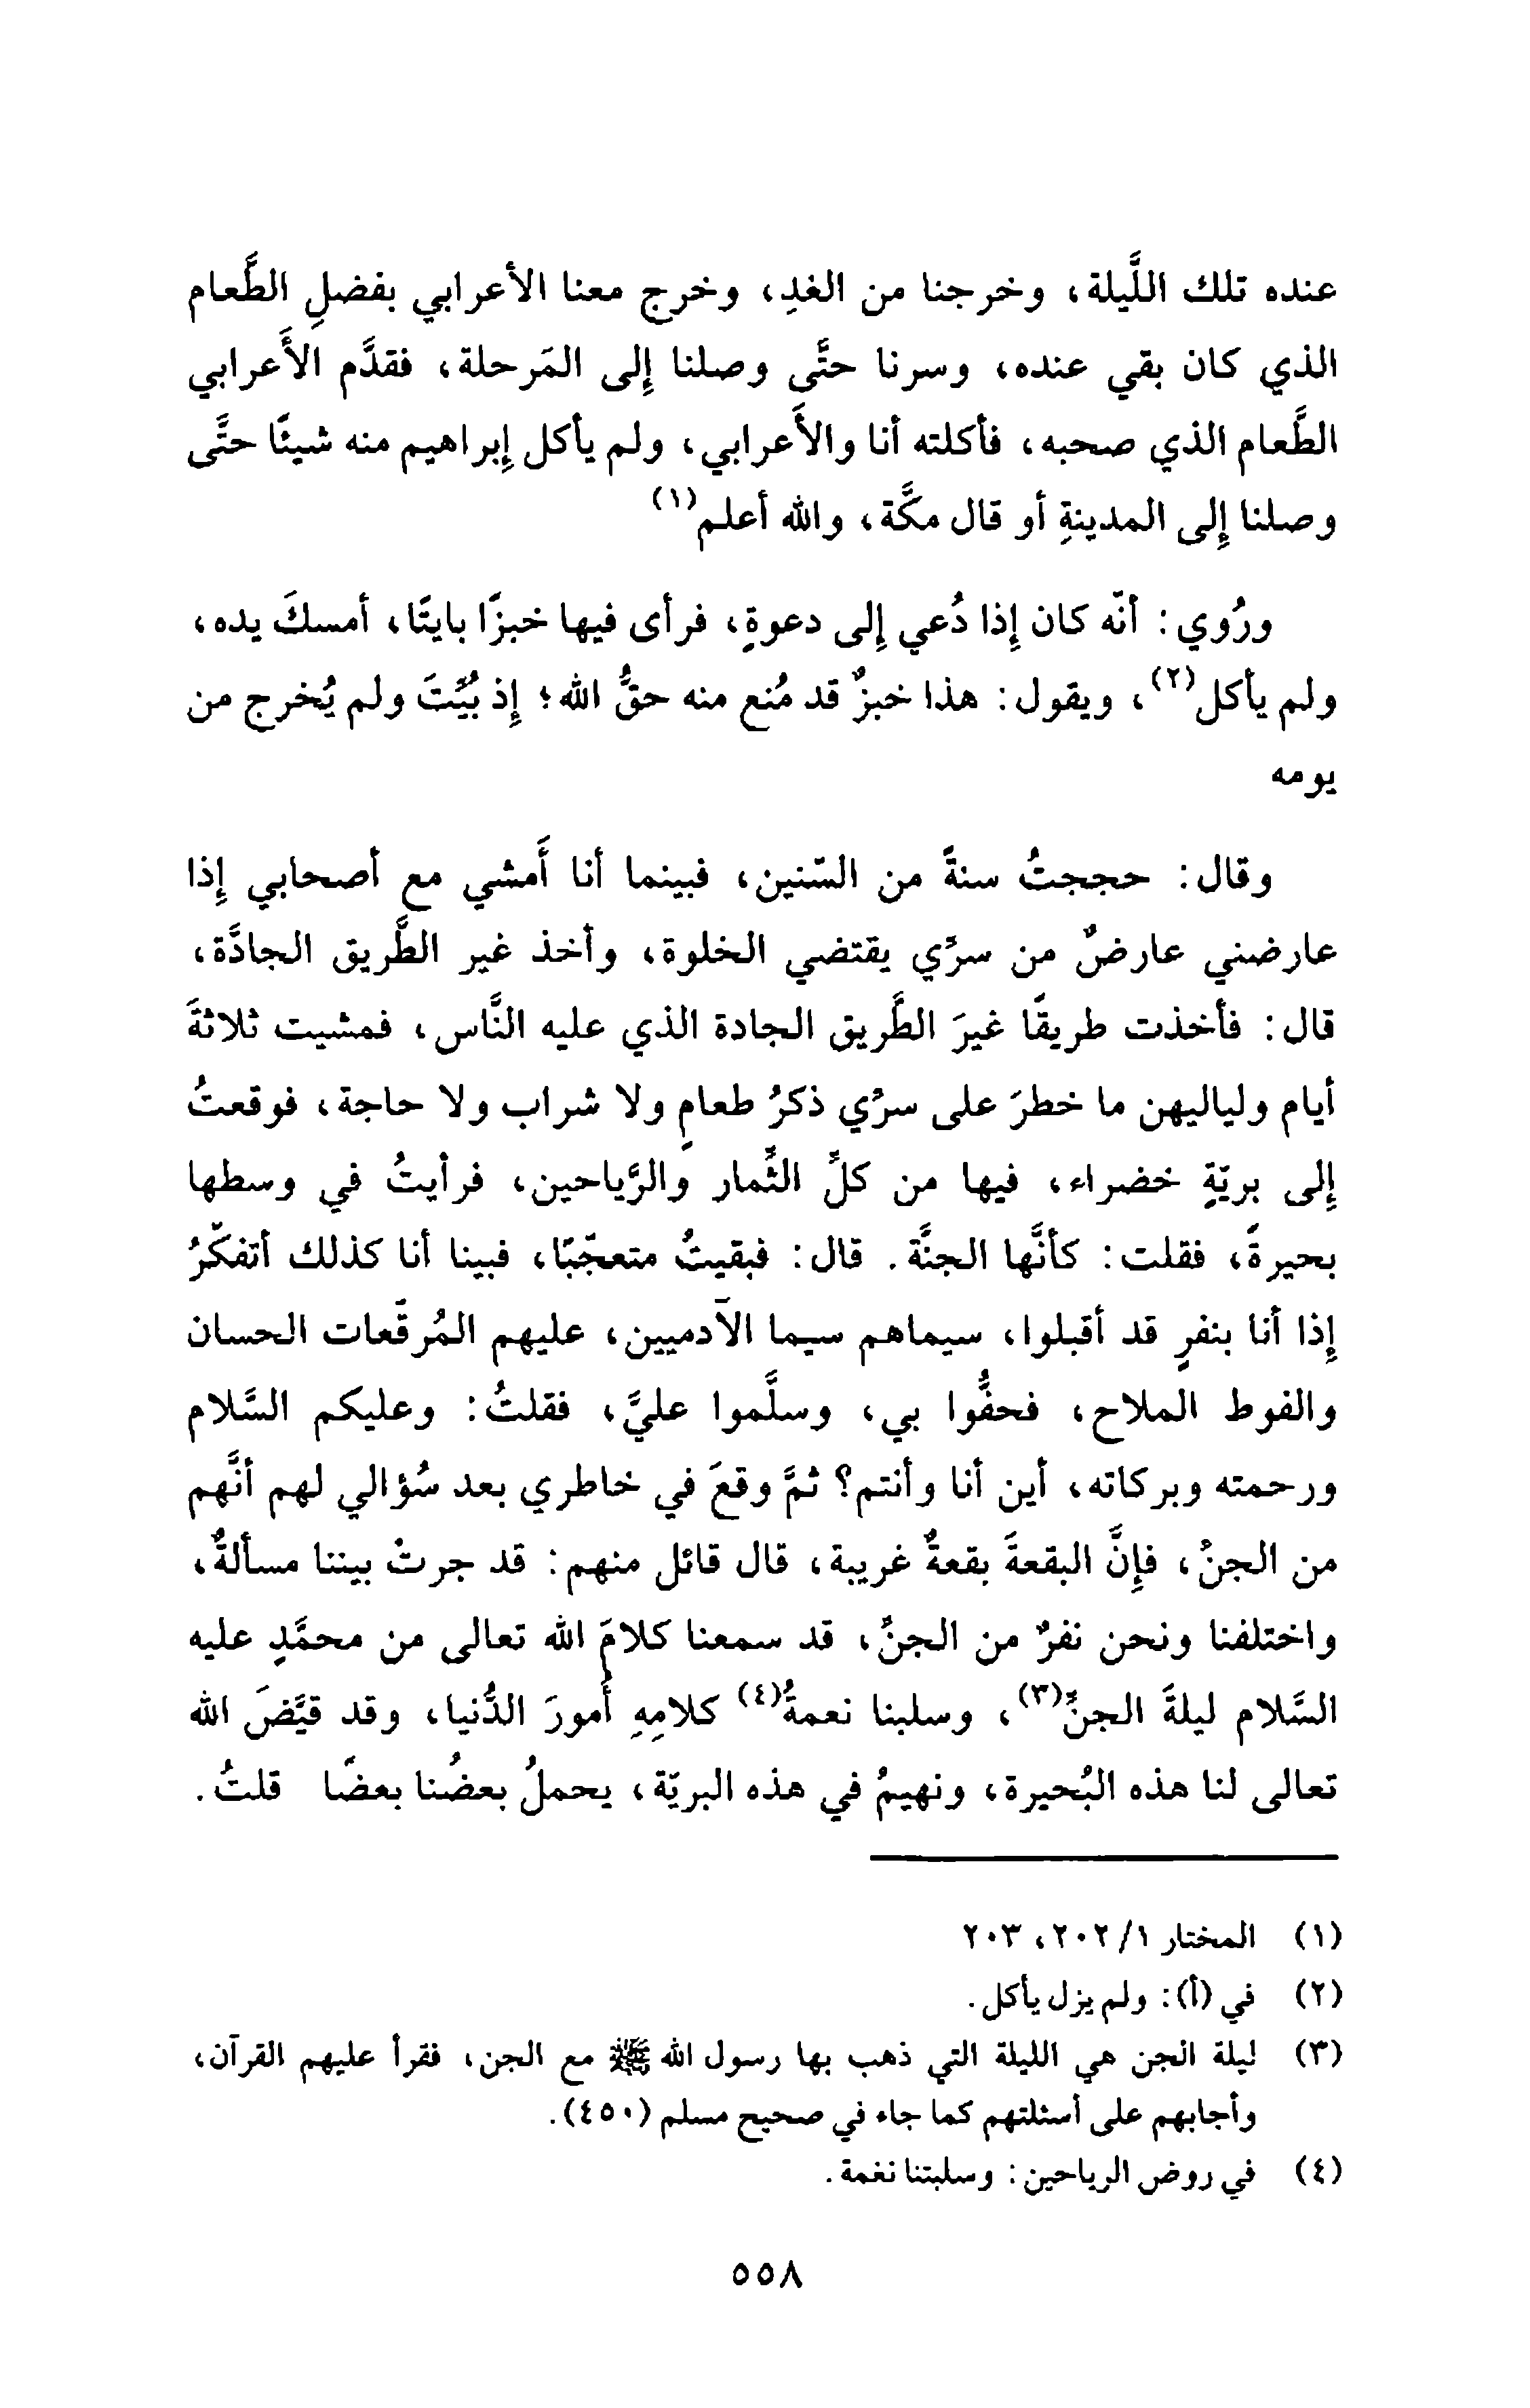 عنده تلك اللَّيلة، وخرجنا من الغدِ، وخرج معنا الأعرابي بفضلِ الطَّعام
الذي كان بقي عنده، وسرنا حتَّى وصلنا إلى المَرحلة، فقدَّم الأَعرابي
الطَّعام الذي صحبه، فأكلته أنا والأَعرابي، ولم يأكل إبراهيم منه شيئًا حتَّى
وصلنا إلى المدينةِ أو قال مكَّة، والله أعلم(١)
ورُوي: أنّه كان إذا دُعي إلى دعوةٍ، فرأى فيها خبزًا بايتًا، أمسكَ يده،
ولم يأكل(٢)، ويقول: هذا خبزٌ قد مُنع منه حقُّ الله؛ إذ بُيِّتَ ولم يُخرج من
يومه
وقال: حججتُ سنةً من السّنين، فبينما أنا أَمشي مع أصحابي إذا
عارضني عارضٌ من سرِّي يقتضي الخلوة، وأخذ غير الطَّريق الجادَّة،
قال: فأخذت طريقًا غيرَ الطَّريق الجادة الذي عليه النَّاس، فمشيت ثلاثةَ
أيام ولياليهن ما خطرَ على سرِّي ذكرُ طعامٍ ولا شراب ولا حاجة، فوقعتُ
إلى بريّةٍ خضراء، فيها من كلِّ الثِّمار والرَّياحين، فرأيتُ في وسطها
بحيرةً، فقلت: كأنَّها الجنَّة. قال: فبقيتُ متعجّبًا، فبينا أنا كذلك أتفكّرُ
إذا أنا بنفرٍ قد أقبلوا، سيماهم سيما الآدميين، عليهم المُرقَّعات الحسان
والفوط الملاح، فحفُّوا بي، وسلَّموا عليَّ، فقلتُ: وعليكم السَّلام
ورحمته وبركاته، أين أنا وأنتم؟ ثمَّ وقعَ في خاطري بعد سُؤالي لهم أنَّهم
من الجنِّ، فإنَّ البقعةَ بقعةٌ غريبة، قال قائل منهم: قد جرتْ بيننا مسألةٌ،
واختلفنا ونحن نفرٌ من الجنِّ، قد سمعنا كلامَ الله تعالى من محمَّدٍ عليه
السَّلام ليلةَ الجنِّ(٣)، وسلبنا نعمةُ(٤) كلامِهِ أُمورَ الدُّنيا، وقد قيَّضَ الله
تعالى لنا هذه البُحيرة، ونهيمُ في هذه البريّة، يحملُ بعضُنا بعضًا قلتُ.
(١) المختار ١/ ٢٠٢، ٢٠٣
(٢) في (أ): ولم يزل يأكل.
(٣) ليلة الجن هي الليلة التي ذهب بها رسول الله ﷺ مع الجن، فقرأ عليهم القرآن،
وأجابهم على أسئلتهم كما جاء في صحيح مسلم (٤٥٠).
(٤) في روض الرياحين: وسلبتنا نغمة.
٥٥٨